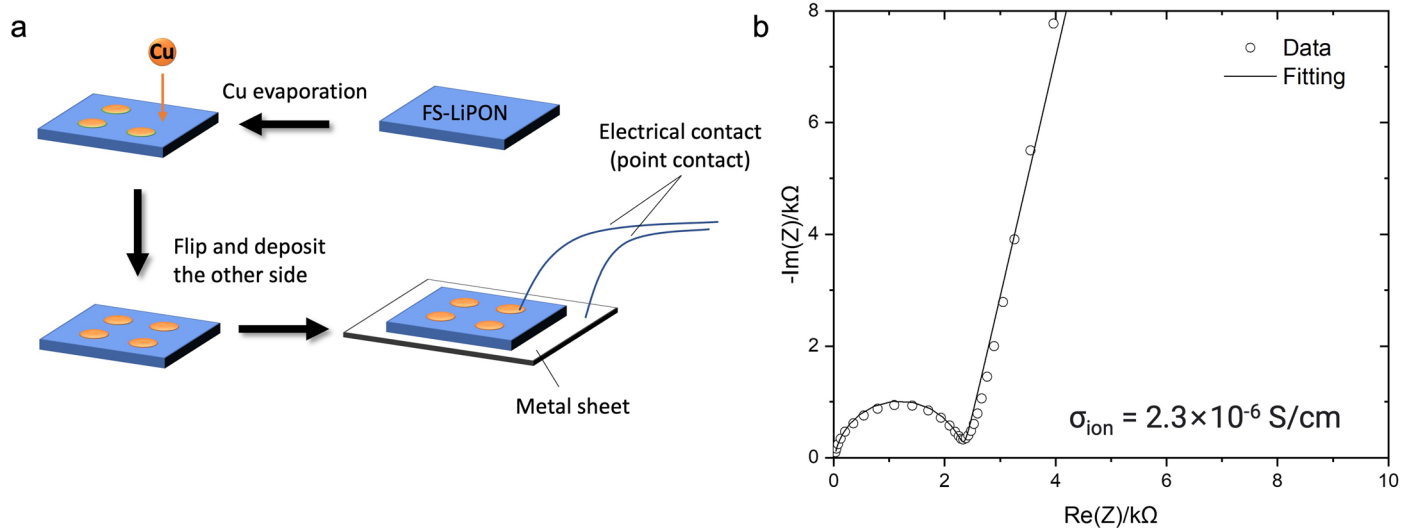 a
Cu
Cu evaporation
FS-LiPON
Electrical contact
(point contact)
Flip and deposit
the other side
Metal sheet
b
8
6
4
2
0
-Im(Z)/kΩ
Data
Fitting
σion = 2.3×10-6 S/cm
0 2 4 6 8 10
Re(Z)/kΩ